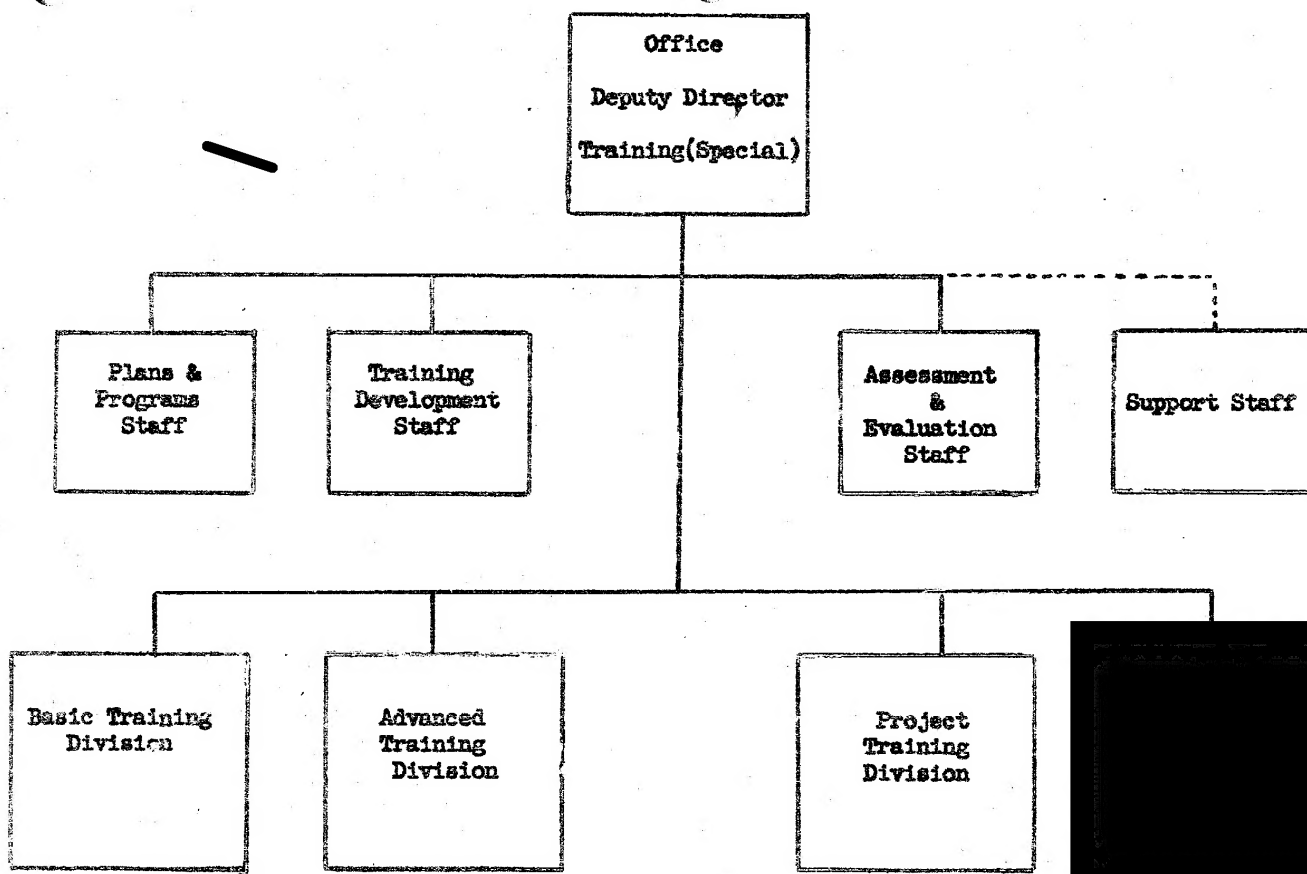 Office
Deputy Director
Training(Special)
Plans &
Programs
Staff
Training
Development
Staff
Assessment
&
Evaluation
Staff
Support Staff
Basic Training
Division
Advanced
Training
Division
Project
Training
Division